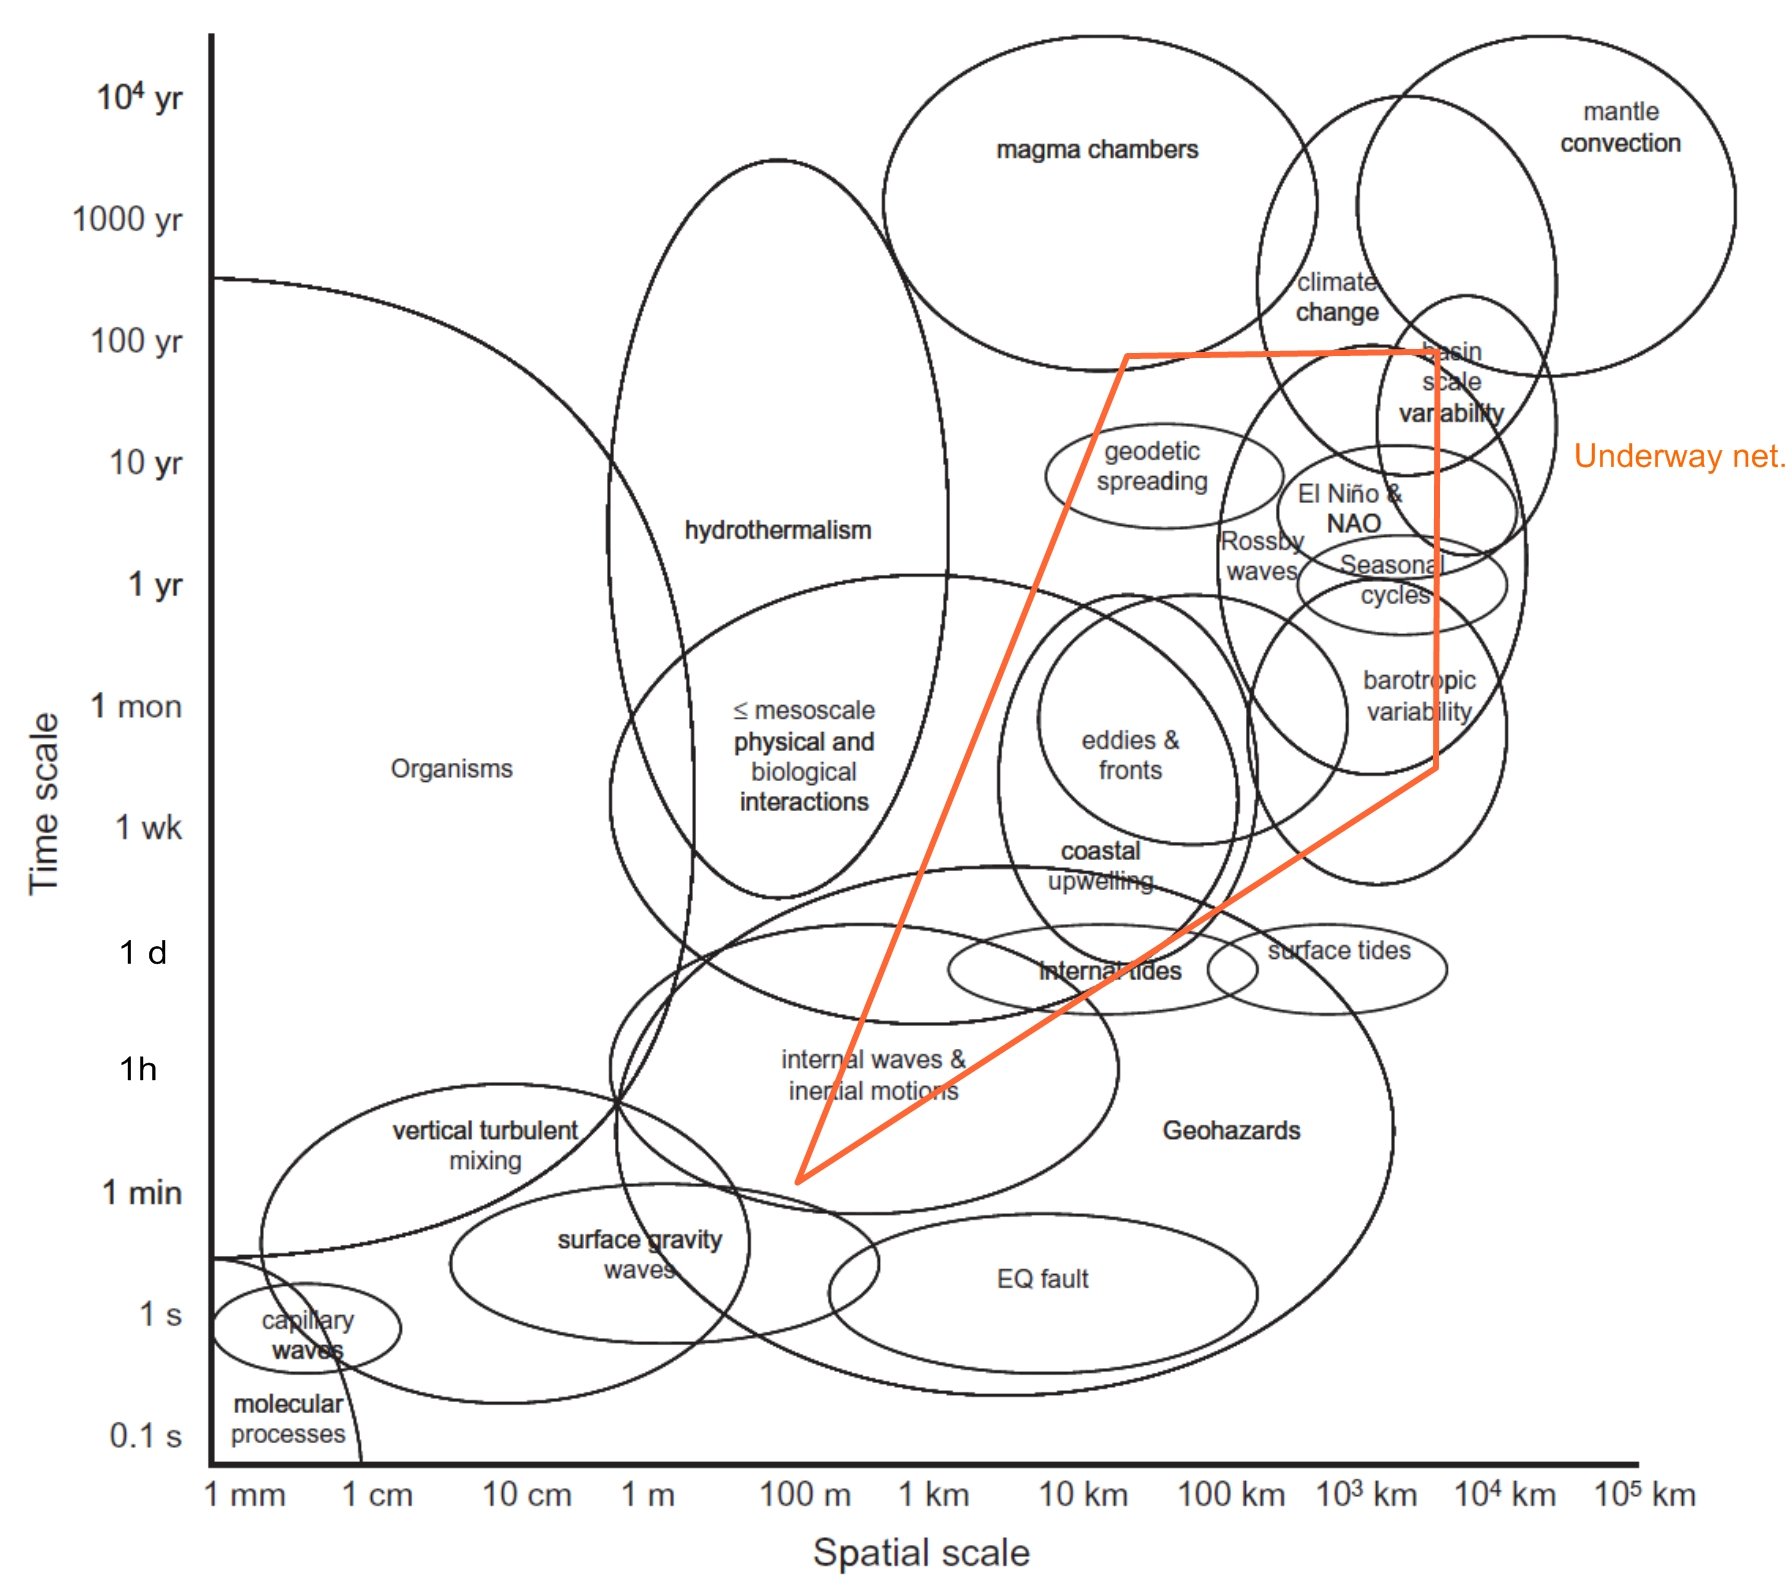 10⁴ yr
1000 yr
100 yr
10 yr
1 yr
1 mon
1 wk
1 d
1h
1 min
1 s
0.1 s
Time scale
magma chambers
mantle
convection
climate
change
basin
scale
variability
Underway net.
geodetic
spreading
El Niño &
NAO
Rossby
waves
Seasonal
cycles
hydrothermalism
barotropic
variability
≤ mesoscale
physical and
biological
interactions
Organisms
eddies &
fronts
coastal
upwelling
internal tides
surface tides
internal waves &
inertial motions
Geohazards
vertical turbulent
mixing
surface gravity
waves
EQ fault
capillary
waves
molecular
processes
1 mm 1 cm 10 cm 1 m 100 m 1 km 10 km 100 km 10³ km 10⁴ km 10⁵ km
Spatial scale